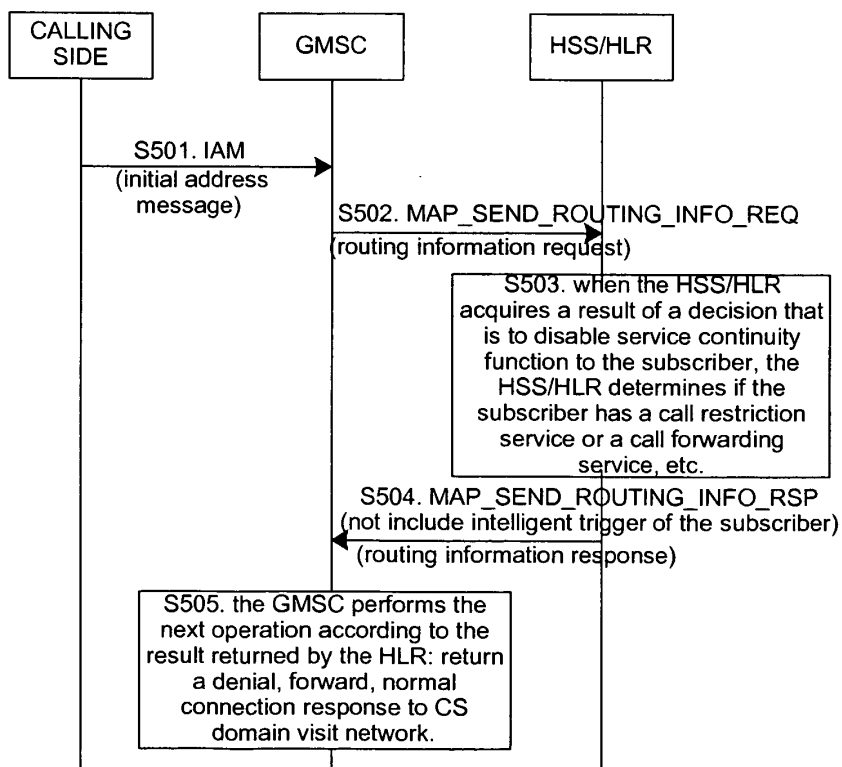 CALLING
SIDE
GMSC
HSS/HLR
S501. IAM
(initial address
message)
S502. MAP_SEND_ROUTING_INFO_REQ
(routing information request)
S503. when the HSS/HLR
acquires a result of a decision that
is to disable service continuity
function to the subscriber, the
HSS/HLR determines if the
subscriber has a call restriction
service or a call forwarding
service, etc.
S504. MAP_SEND_ROUTING_INFO_RSP
(not include intelligent trigger of the subscriber)
(routing information response)
S505. the GMSC performs the
next operation according to the
result returned by the HLR: return
a denial, forward, normal
connection response to CS
domain visit network.